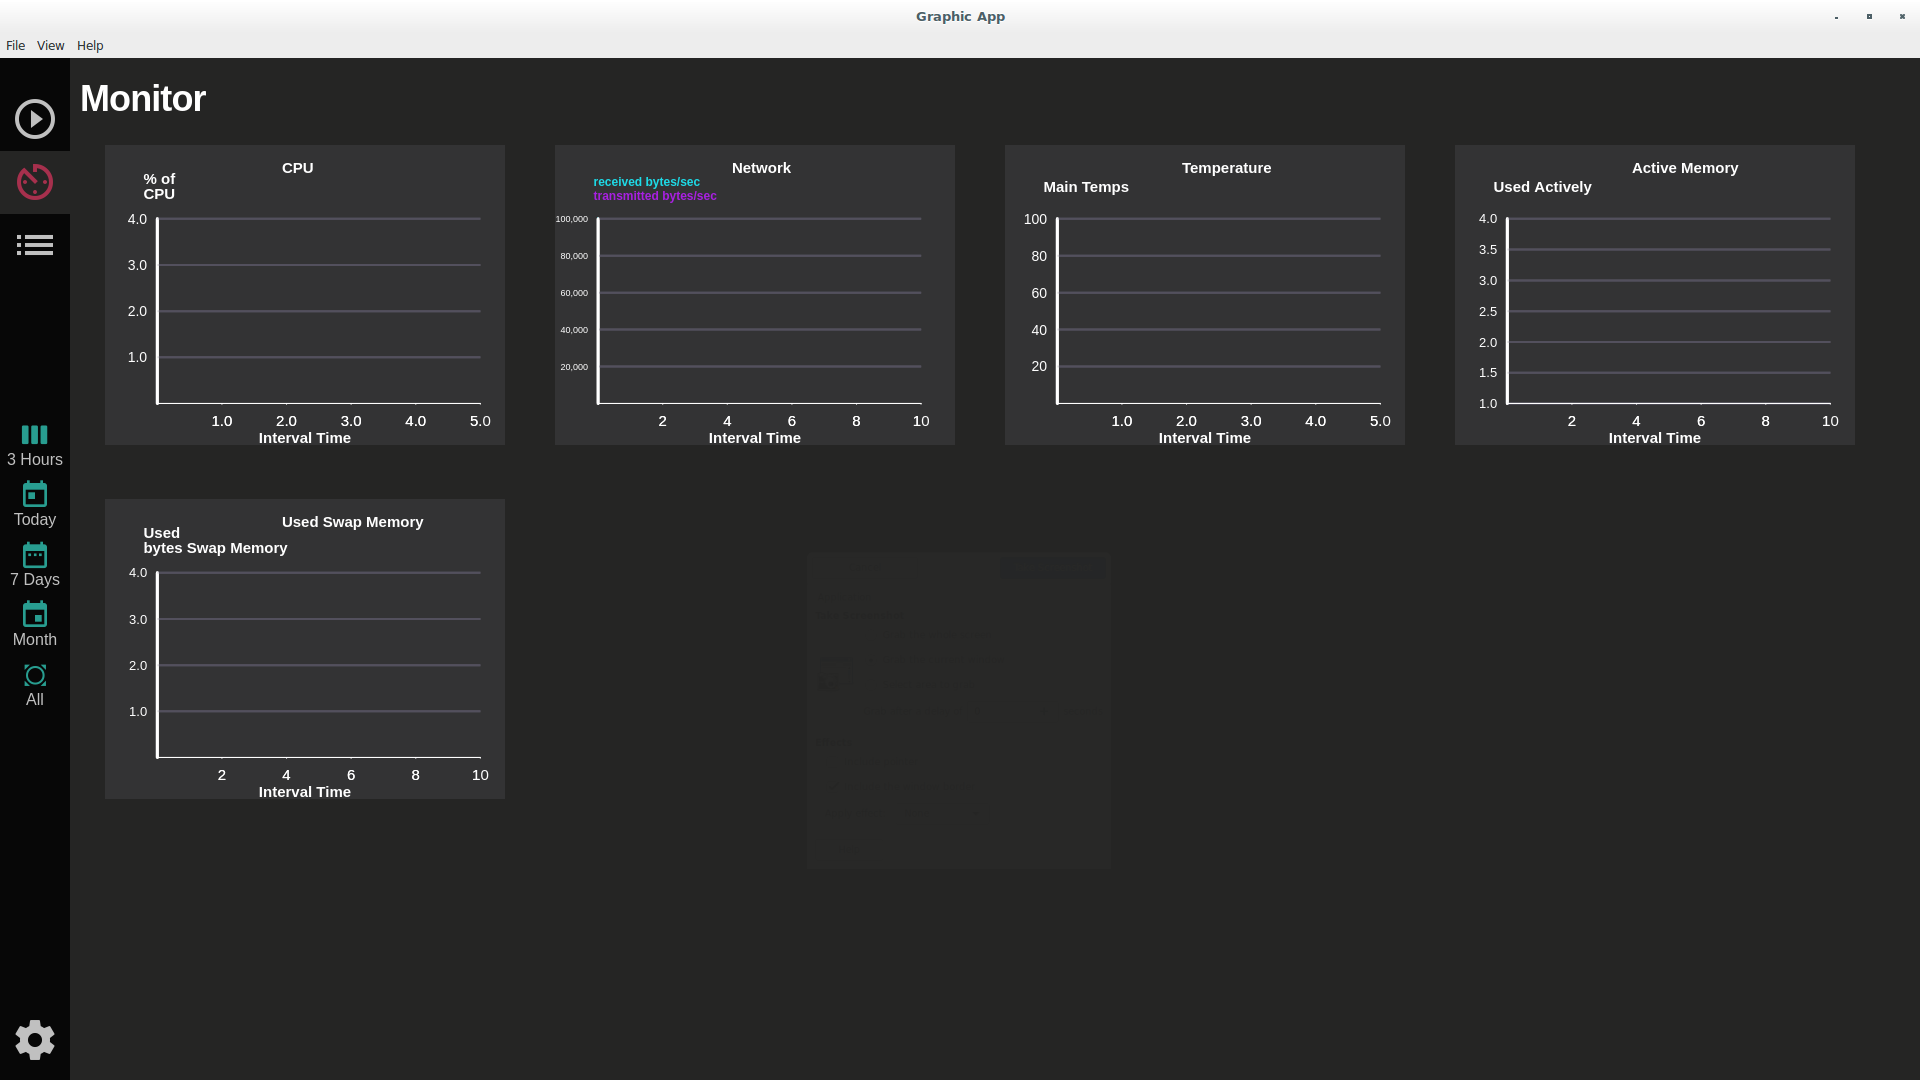 Graphic App
File View Help
Monitor
CPU
% of
CPU
4.0
3.0
2.0
1.0
1.0 2.0 3.0 4.0 5.0
Interval Time
Network
received bytes/sec
transmitted bytes/sec
100,000
80,000
60,000
40,000
20,000
2 4 6 8 10
Interval Time
Temperature
Main Temps
100
80
60
40
20
1.0 2.0 3.0 4.0 5.0
Interval Time
Active Memory
Used Actively
4.0
3.5
3.0
2.5
2.0
1.5
1.0
2 4 6 8 10
Interval Time
3 Hours
Today
7 Days
Month
All
Used Swap Memory
Used
bytes Swap Memory
4.0
3.0
2.0
1.0
2 4 6 8 10
Interval Time